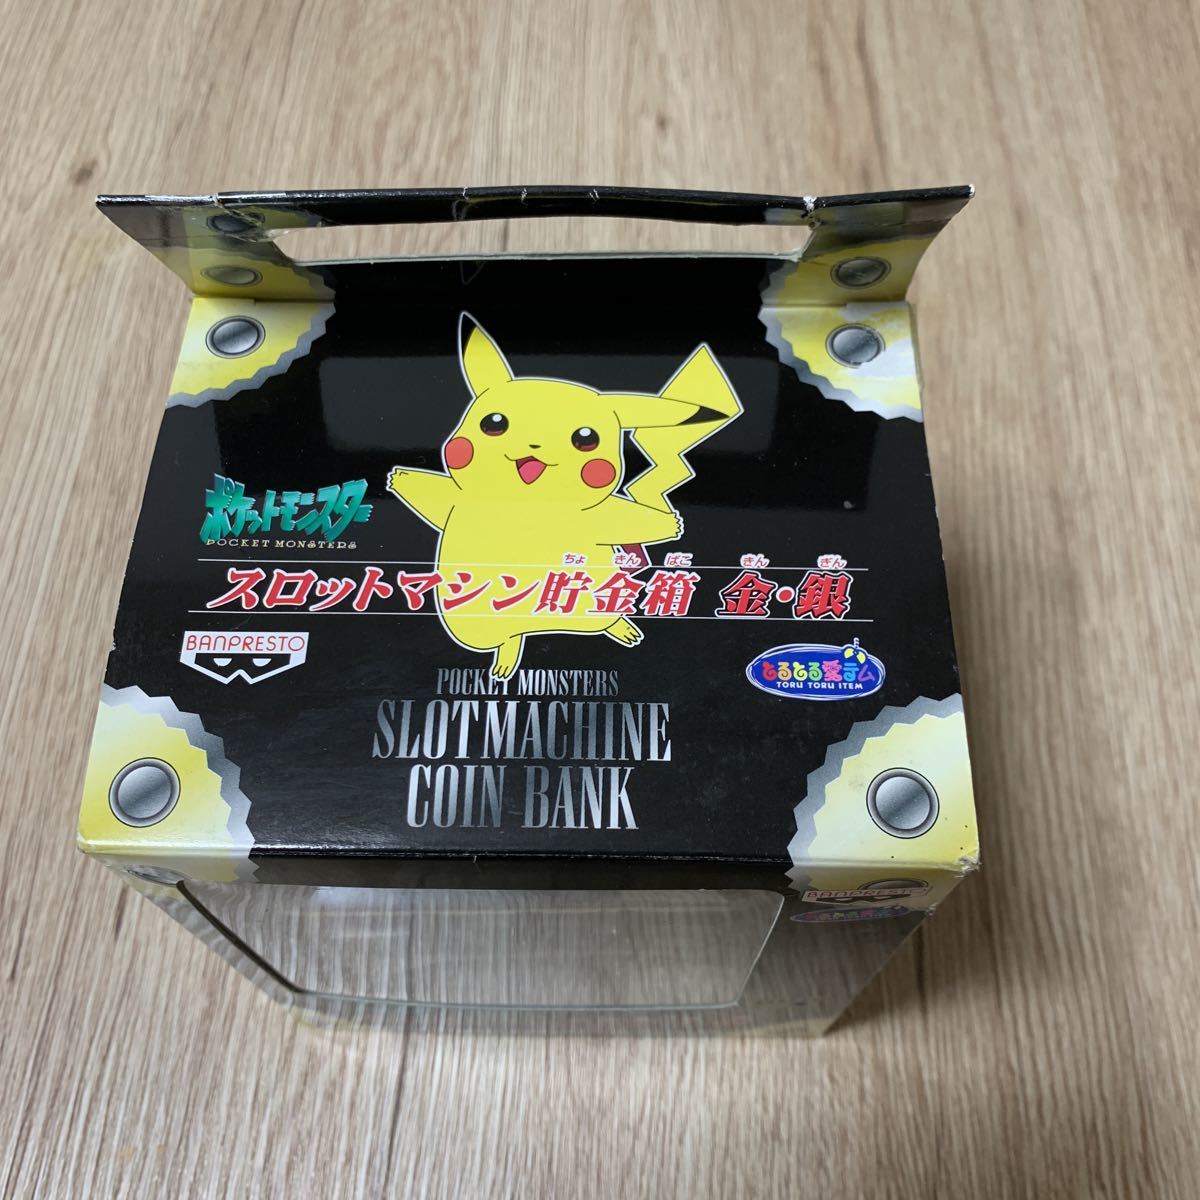 ポケットモンスター
POCKET MONSTERS
ちょ きん ばこ きん ぎん
スロットマシン貯金箱 金・銀
BANPRESTO
とるとる愛テム
TORU TORU ITEM
POCKET MONSTERS
SLOTMACHINE
COIN BANK
BANPRESTO